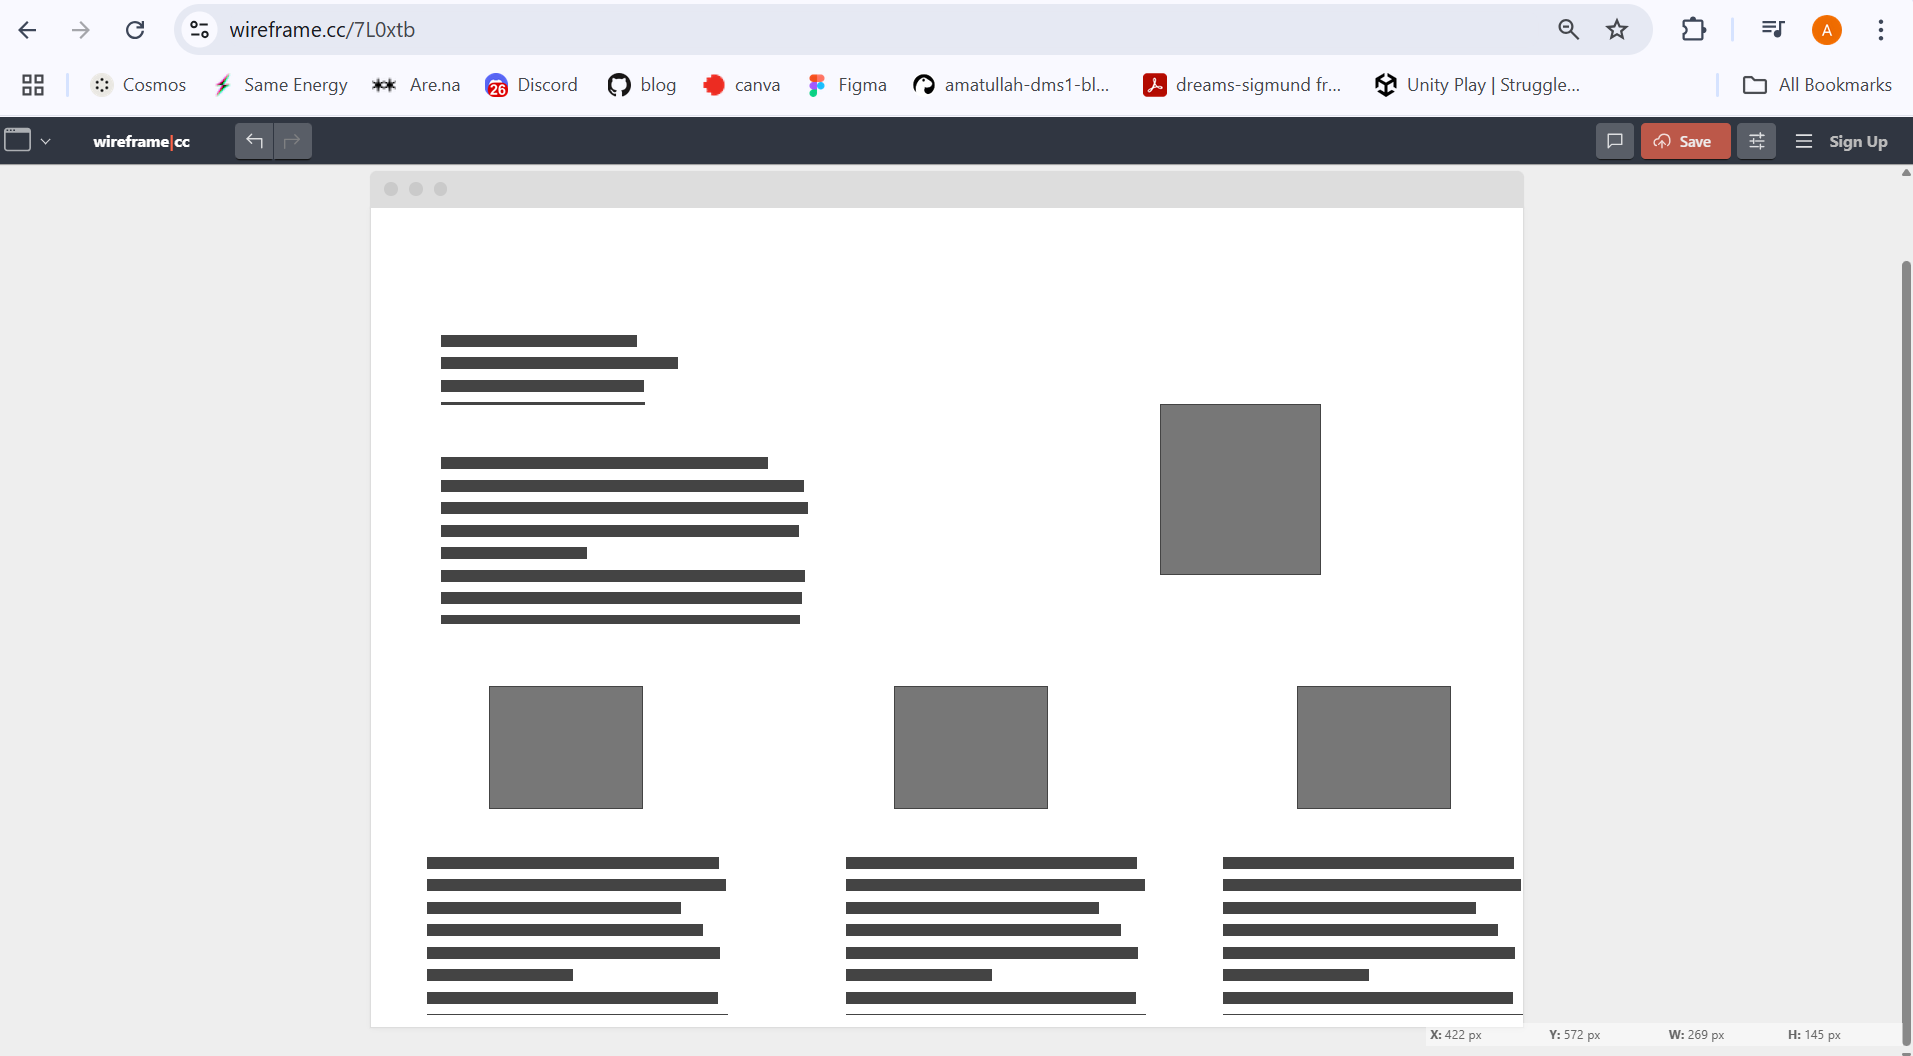 wireframe.cc/7L0xtb
A
Cosmos
Same Energy
Are.na
26
Discord
blog
canva
Figma
amatullah-dms1-bl...
dreams-sigmund fr...
Unity Play | Struggle...
All Bookmarks
wireframe|cc
Save
Sign Up
X: 422 px
Y: 572 px
W: 269 px
H: 145 px